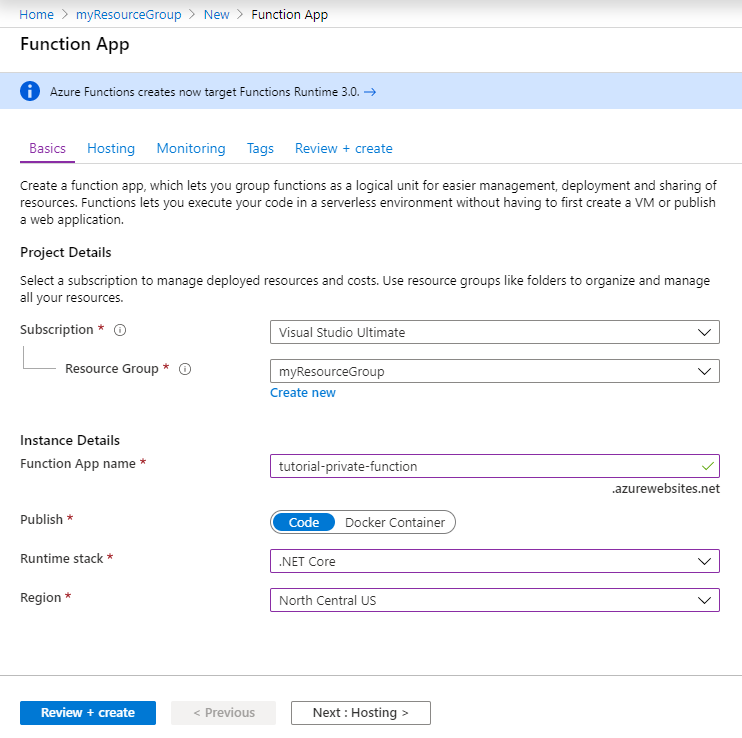 Home > myResourceGroup > New > Function App
Function App
Azure Functions creates now target Functions Runtime 3.0. →
Basics Hosting Monitoring Tags Review + create
Create a function app, which lets you group functions as a logical unit for easier management, deployment and sharing of
resources. Functions lets you execute your code in a serverless environment without having to first create a VM or publish
a web application.
Project Details
Select a subscription to manage deployed resources and costs. Use resource groups like folders to organize and manage
all your resources.
Subscription * Visual Studio Ultimate
Resource Group * myResourceGroup
Create new
Instance Details
Function App name * tutorial-private-function
.azurewebsites.net
Publish * Code Docker Container
Runtime stack * .NET Core
Region * North Central US
Review + create < Previous Next : Hosting >